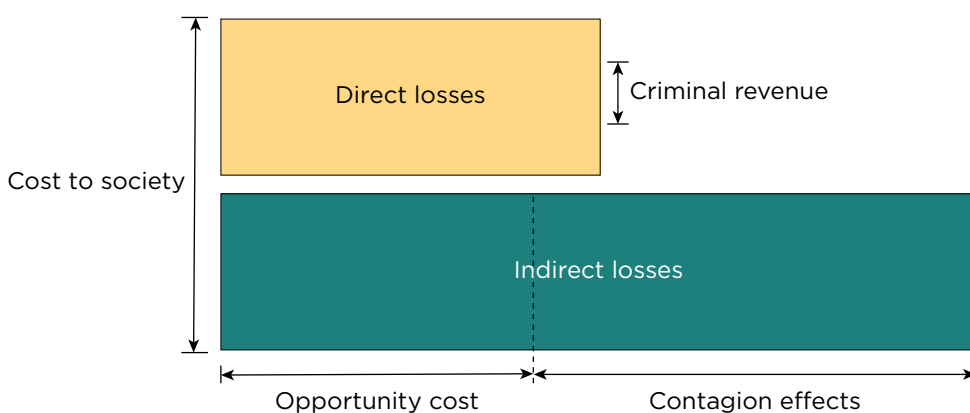 Direct losses
Criminal revenue
Cost to society
Indirect losses
Opportunity cost
Contagion effects